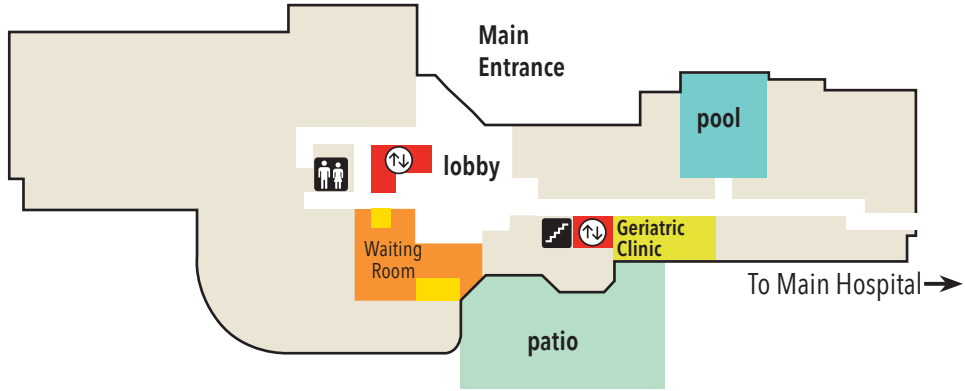 Main
Entrance
pool
lobby
Waiting
Room
Geriatric
Clinic
To Main Hospital
patio